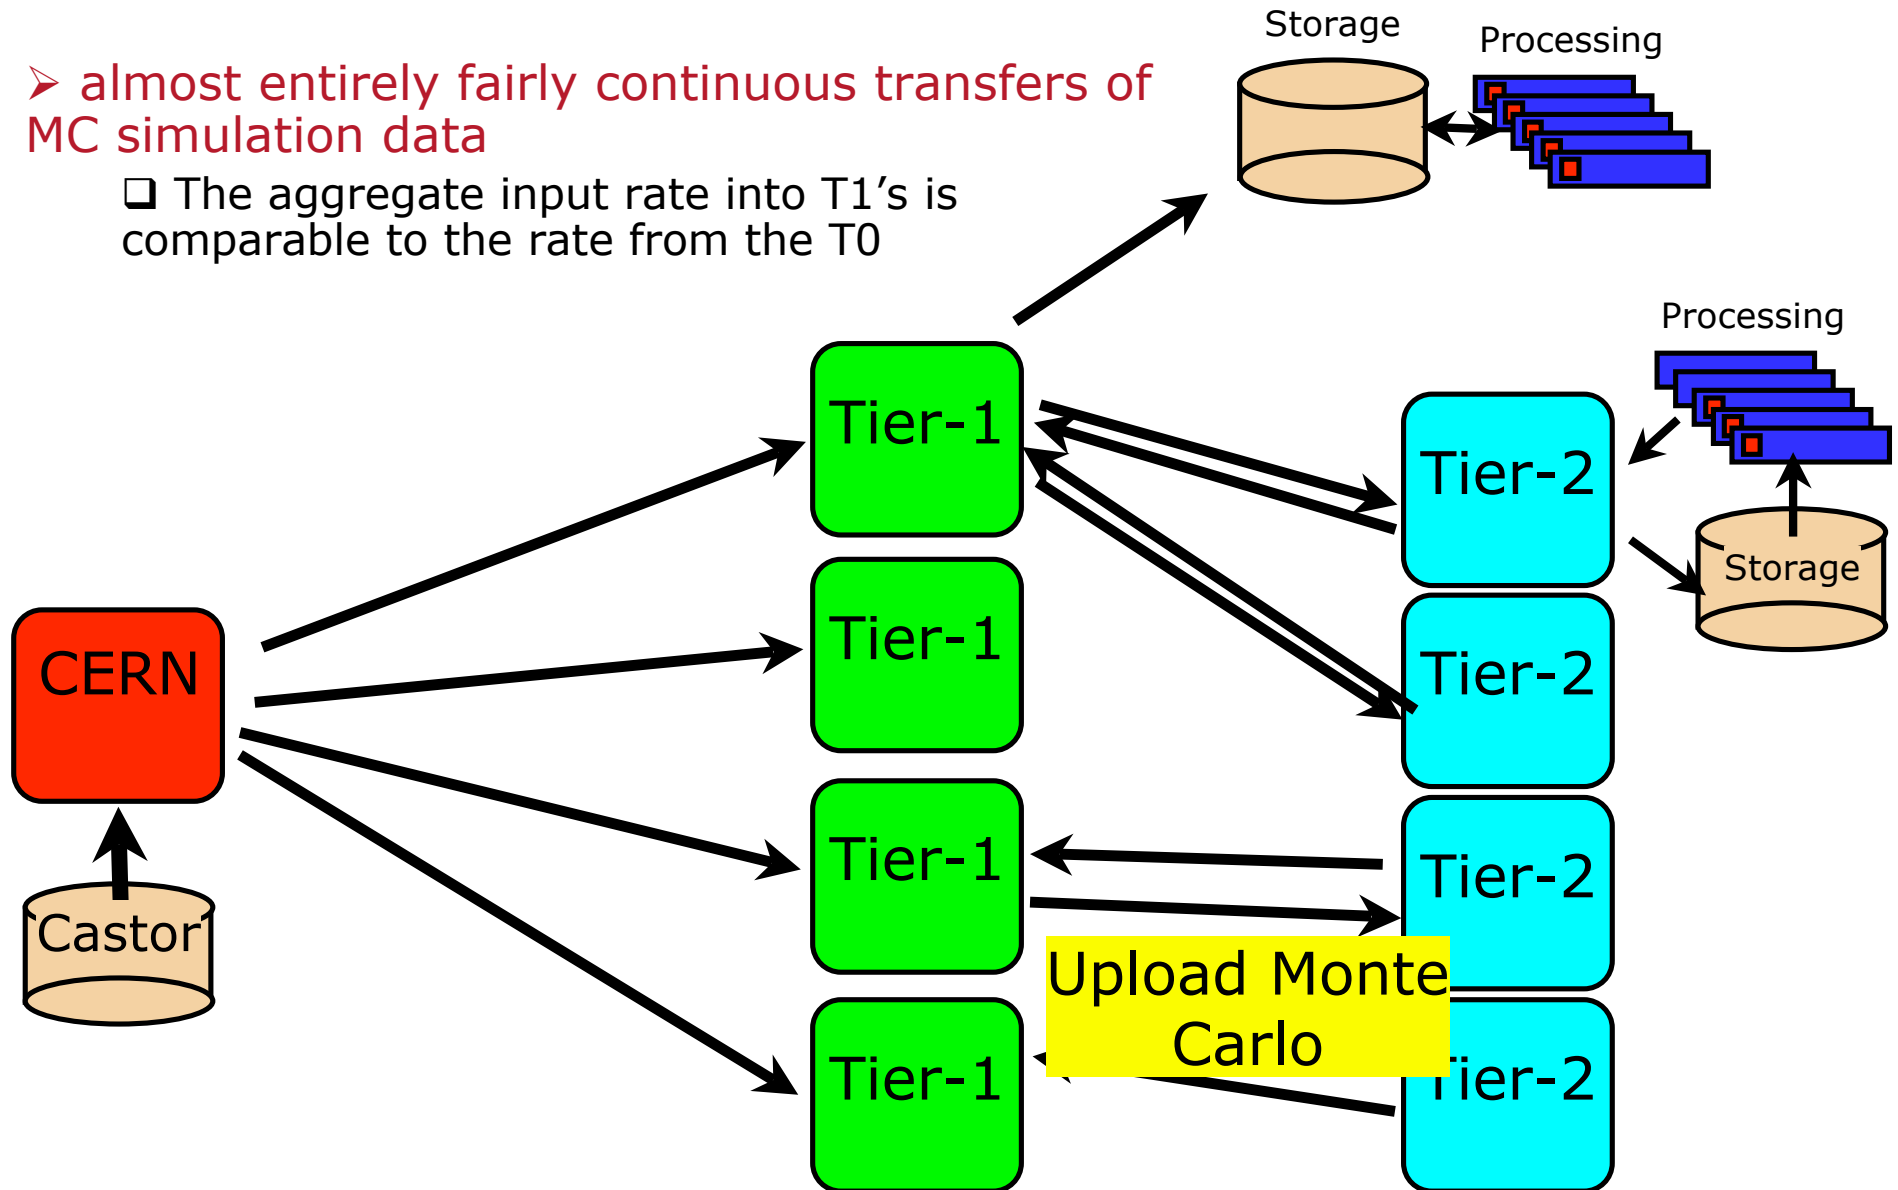 ➢ almost entirely fairly continuous transfers of
MC simulation data
❑ The aggregate input rate into T1’s is
comparable to the rate from the T0
Storage
Processing
Processing
Tier-1
Tier-2
Storage
Tier-1
CERN
Tier-2
Tier-1
Tier-2
Castor
Upload Monte
Carlo
Tier-1
Tier-2